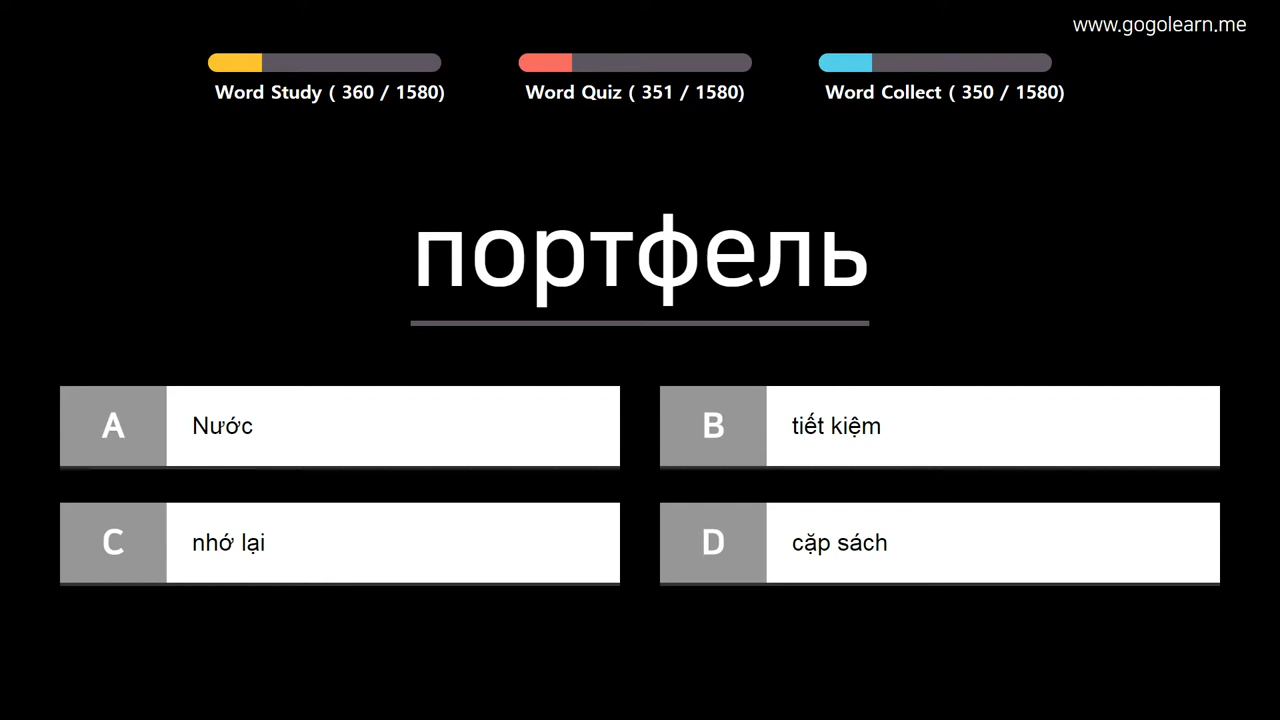 www.gogolearn.me
Word Study ( 360 / 1580)
Word Quiz ( 351 / 1580)
Word Collect ( 350 / 1580)
портфель
A Nước
B tiết kiệm
C nhớ lại
D cặp sách